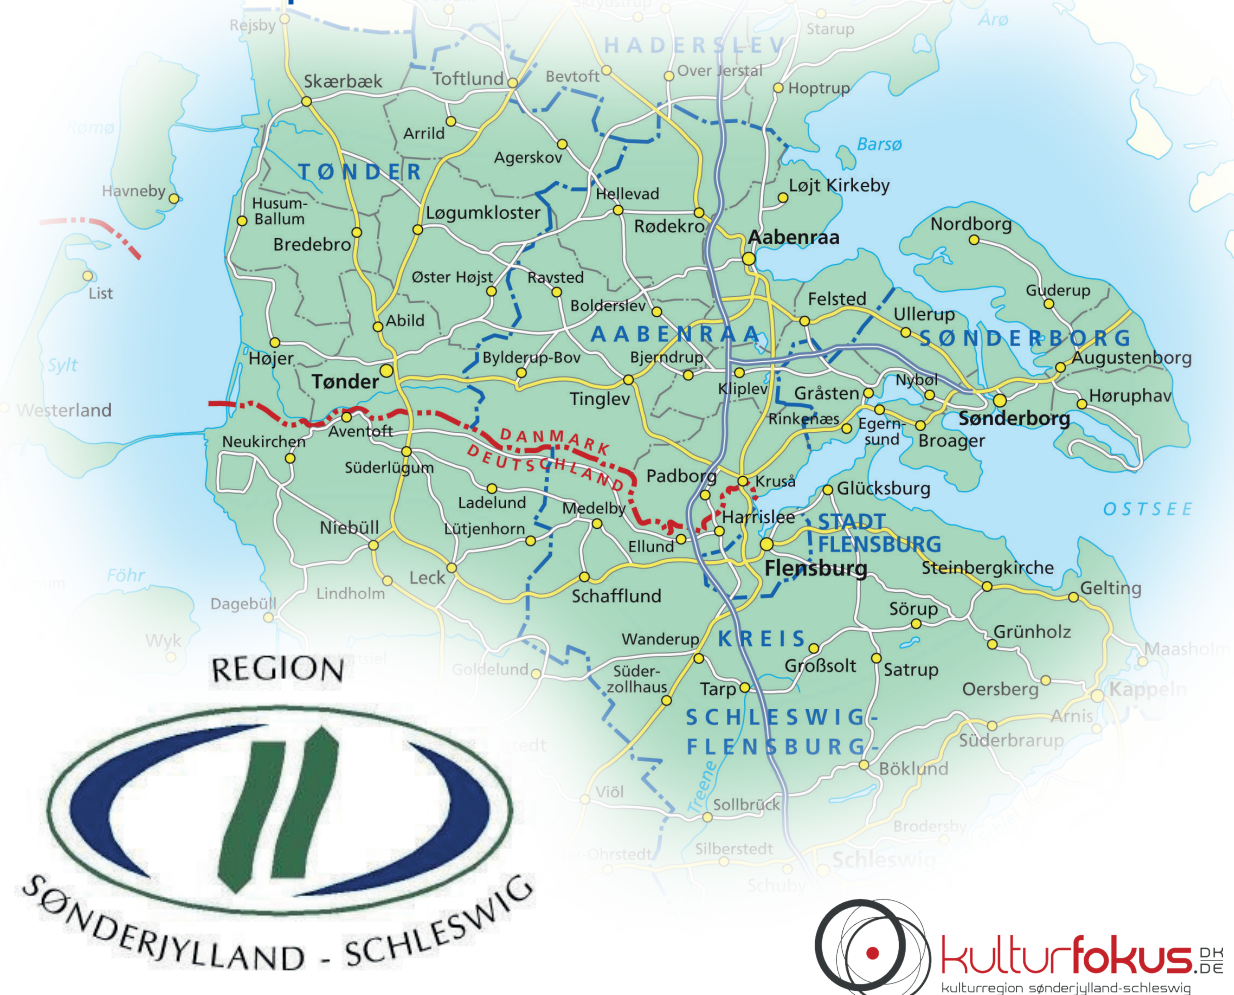 Rejsby
HADERSLEV
Starup
Årø
Skærbæk
Toftlund
Bevtoft
Over Jerstal
Hoptrup
Rømø
Arrild
Agerskov
Barsø
TØNDER
Havneby
Husum-
Ballum
Løgumkloster
Hellevad
Løjt Kirkeby
Bredebro
Rødekro
Aabenraa
Nordborg
List
Øster Højst
Ravsted
Bolderslev
Felsted
Guderup
Abild
AABENRAA
Ullerup
SØNDERBORG
Højer
Sylt
Bylderup-Bov
Bjerndrup
Augustenborg
Tønder
Tinglev
Kliplev
Gråsten
Nybøl
Høruphav
Westerland
Aventoft
Rinkenæs
Egern-
sund
Sønderborg
Broager
Neukirchen
DANMARK
DEUTSCHLAND
Süderlügum
Padborg
Kruså
Glücksburg
Ladelund
Medelby
Harrislee
OSTSEE
Niebüll
Lütjenhorn
Ellund
STADT
FLENSBURG
Flensburg
Steinbergkirche
Föhr
Leck
Lindholm
Schafflund
Gelting
Dagebüll
Sörup
Wyk
Wanderup
KREIS
Großsolt
Grünholz
Maasholm
Goldelund
Süder-
zollhaus
Tarp
Satrup
Oersberg
Kappeln
SCHLESWIG-
FLENSBURG-
Arnis
Süderbrarup
Böklund
Treene
Viöl
Sollbrück
Brodersby
Silberstedt
Schleswig
Schuby
REGION
SØNDERJYLLAND - SCHLESWIG
kulturfokus.DK
.DE
kulturregion sønderjylland-schleswig